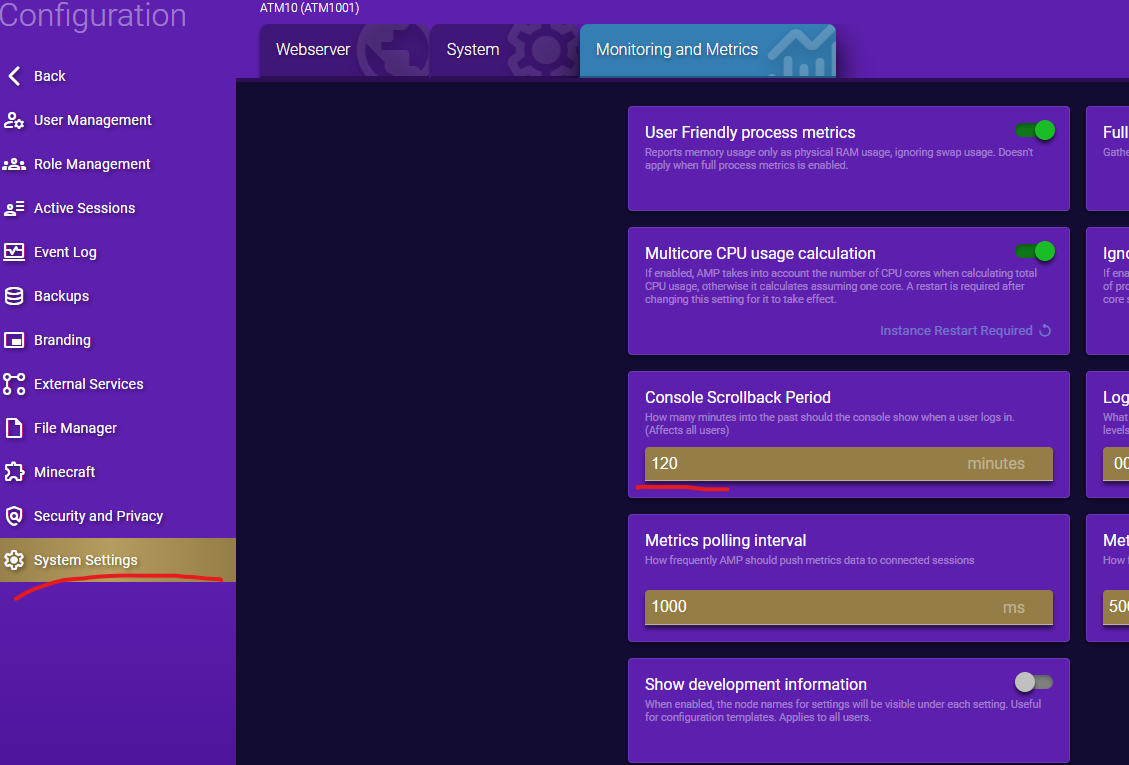 Configuration
ATM10 (ATM1001)
Webserver
System
Monitoring and Metrics
Back
User Management
Role Management
Active Sessions
Event Log
Backups
Branding
External Services
File Manager
Minecraft
Security and Privacy
System Settings
User Friendly process metrics
Reports memory usage only as physical RAM usage, ignoring swap usage. Doesn't
apply when full process metrics is enabled.
Full
Multicore CPU usage calculation
If enabled, AMP takes into account the number of CPU cores when calculating total
CPU usage, otherwise it calculates assuming one core. A restart is required after
changing this setting for it to take effect.
Instance Restart Required
If ena
of pro
core s
Console Scrollback Period
How many minutes into the past should the console show when a user logs in.
(Affects all users)
120 minutes
Log
What
levels
Metrics polling interval
How frequently AMP should push metrics data to connected sessions
1000 ms
Met
Show development information
When enabled, the node names for settings will be visible under each setting. Useful
for configuration templates. Applies to all users.